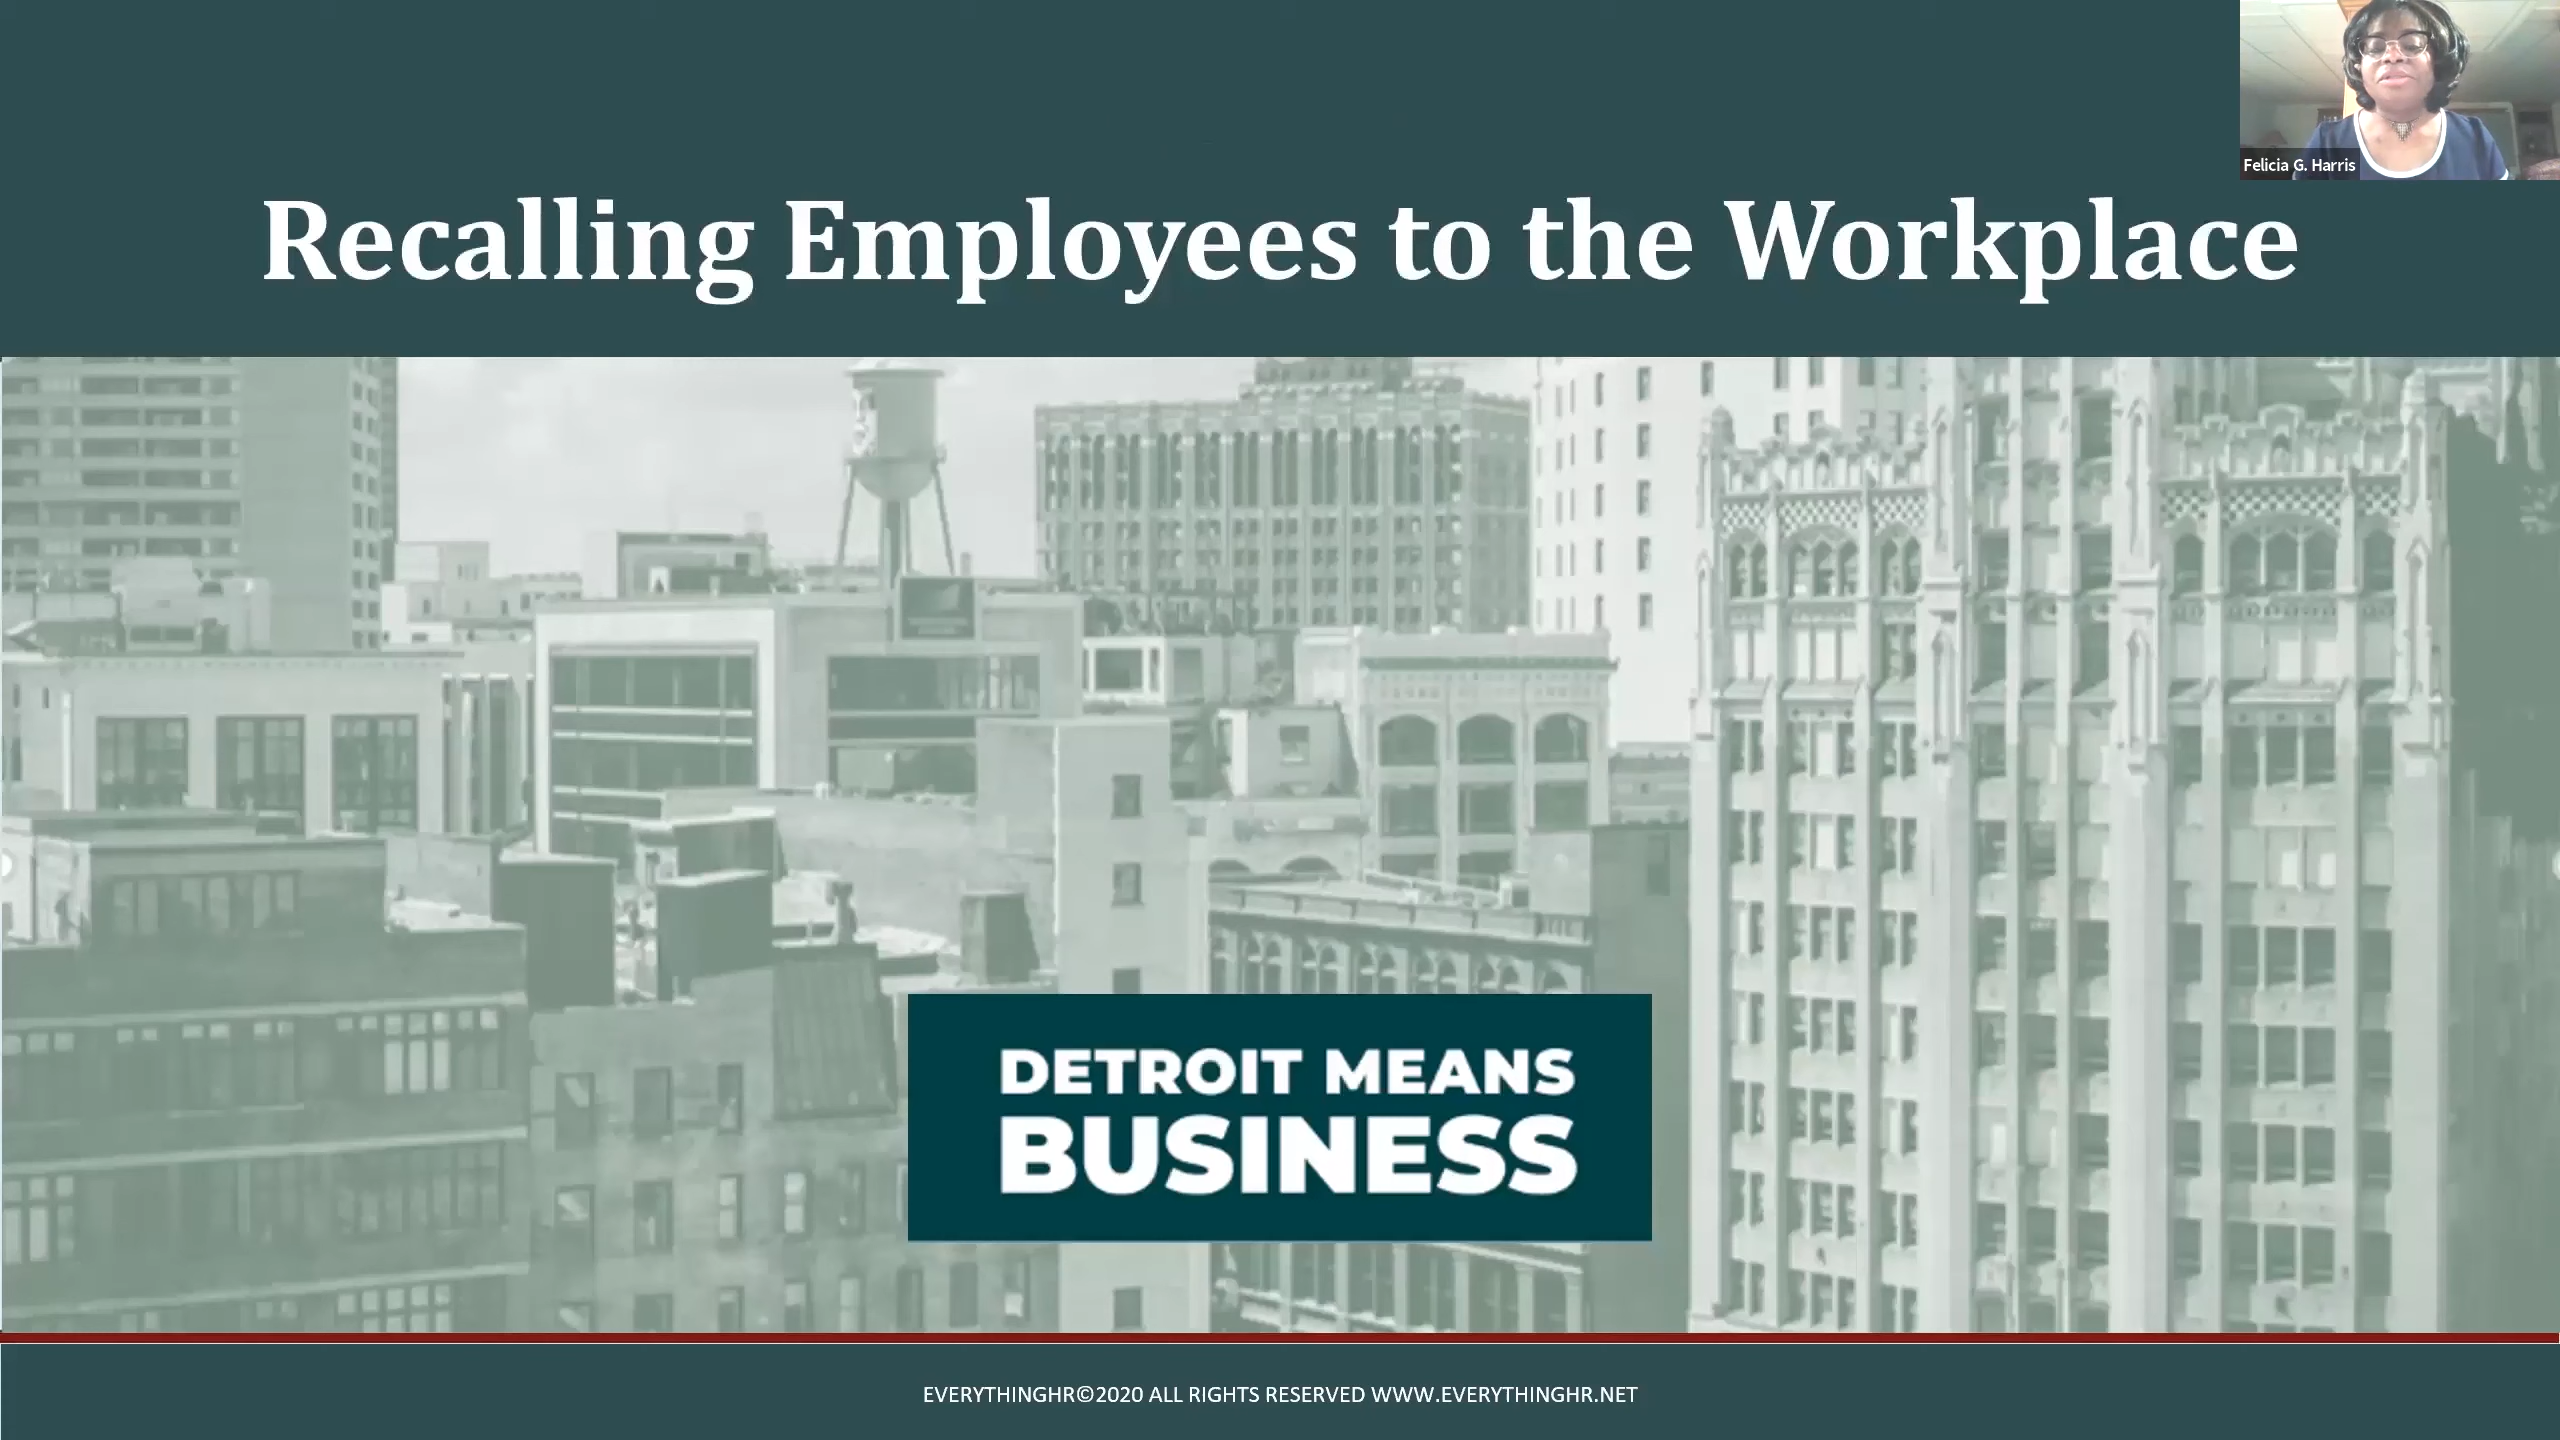 Felicia G. Harris
Recalling Employees to the Workplace
DETROIT MEANS
BUSINESS
EVERYTHINGHR©2020 ALL RIGHTS RESERVED WWW.EVERYTHINGHR.NET